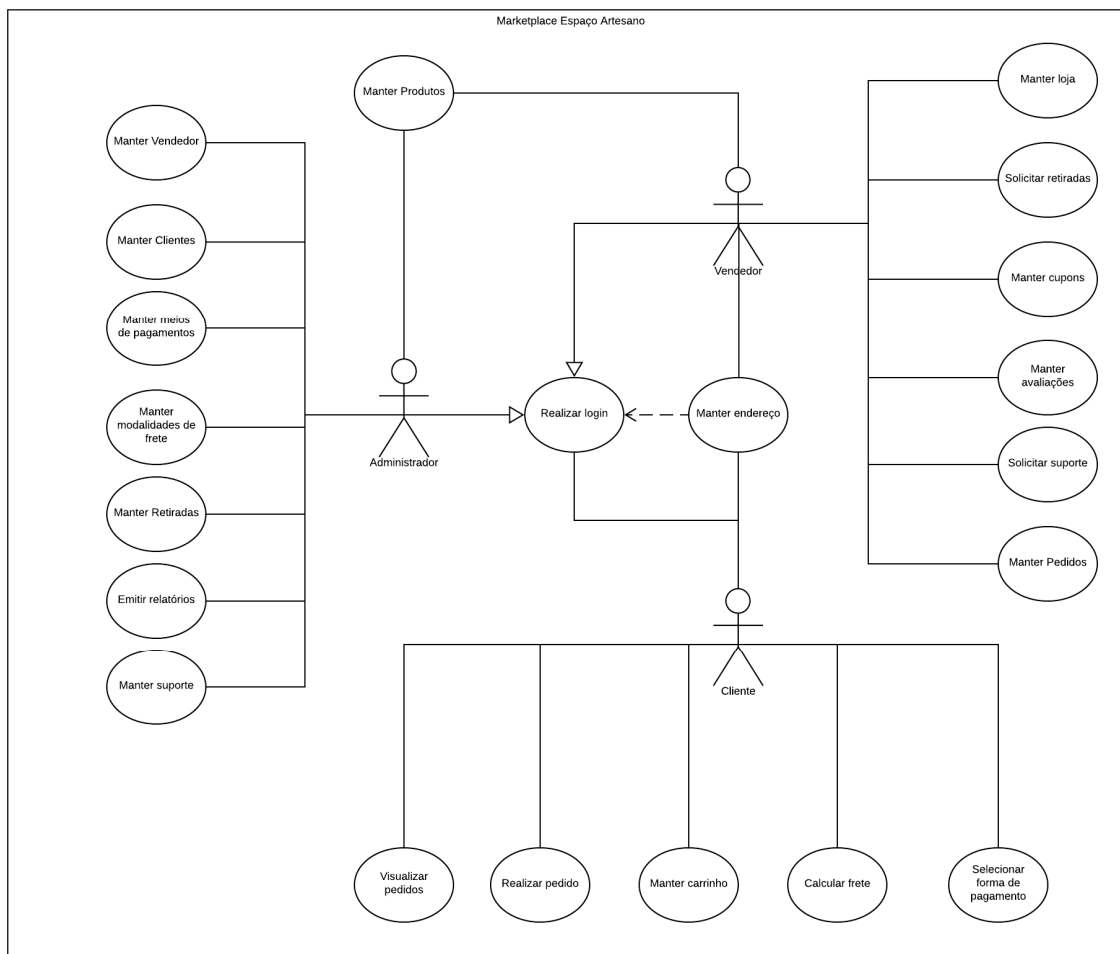 Marketplace Espaço Artesano
Manter Produtos
Manter loja
Manter Vendedor
Solicitar retiradas
Manter Clientes
Vendedor
Manter cupons
Manter meios
de pagamentos
Manter
avaliações
Manter
modalidades de
frete
Realizar login
Manter endereço
Administrador
Solicitar suporte
Manter Retiradas
Manter Pedidos
Emitir relatórios
Manter suporte
Cliente
Visualizar
pedidos
Realizar pedido
Manter carrinho
Calcular frete
Selecionar
forma de
pagamento